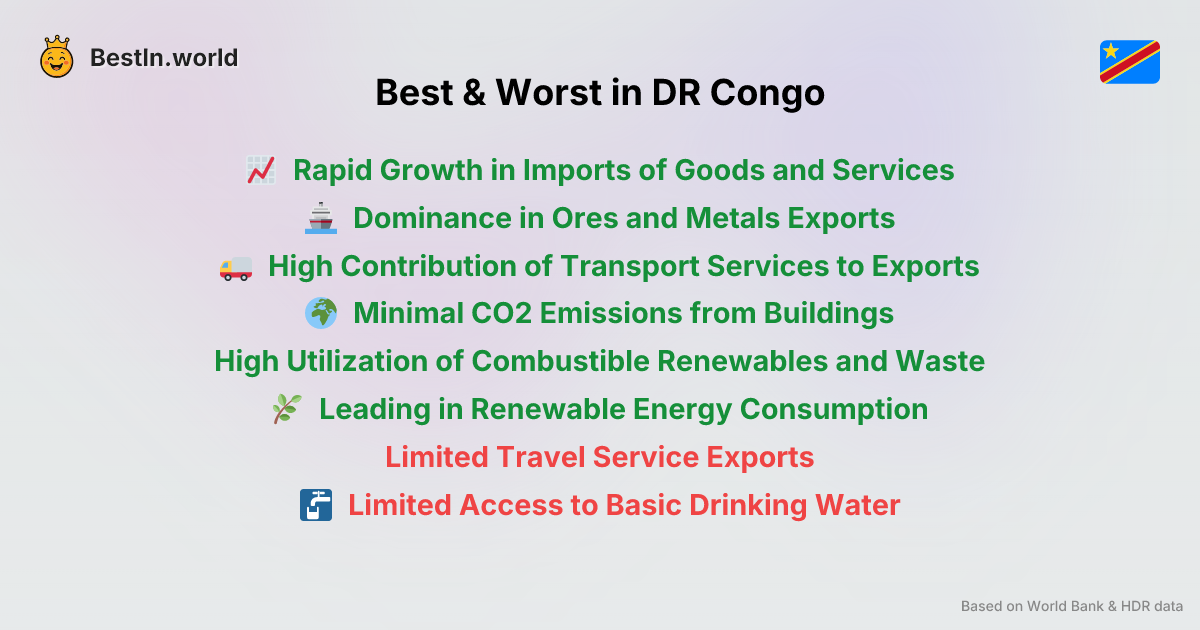 BestIn.world
Best & Worst in DR Congo
Rapid Growth in Imports of Goods and Services
Dominance in Ores and Metals Exports
High Contribution of Transport Services to Exports
Minimal CO2 Emissions from Buildings
High Utilization of Combustible Renewables and Waste
Leading in Renewable Energy Consumption
Limited Travel Service Exports
Limited Access to Basic Drinking Water
Based on World Bank & HDR data